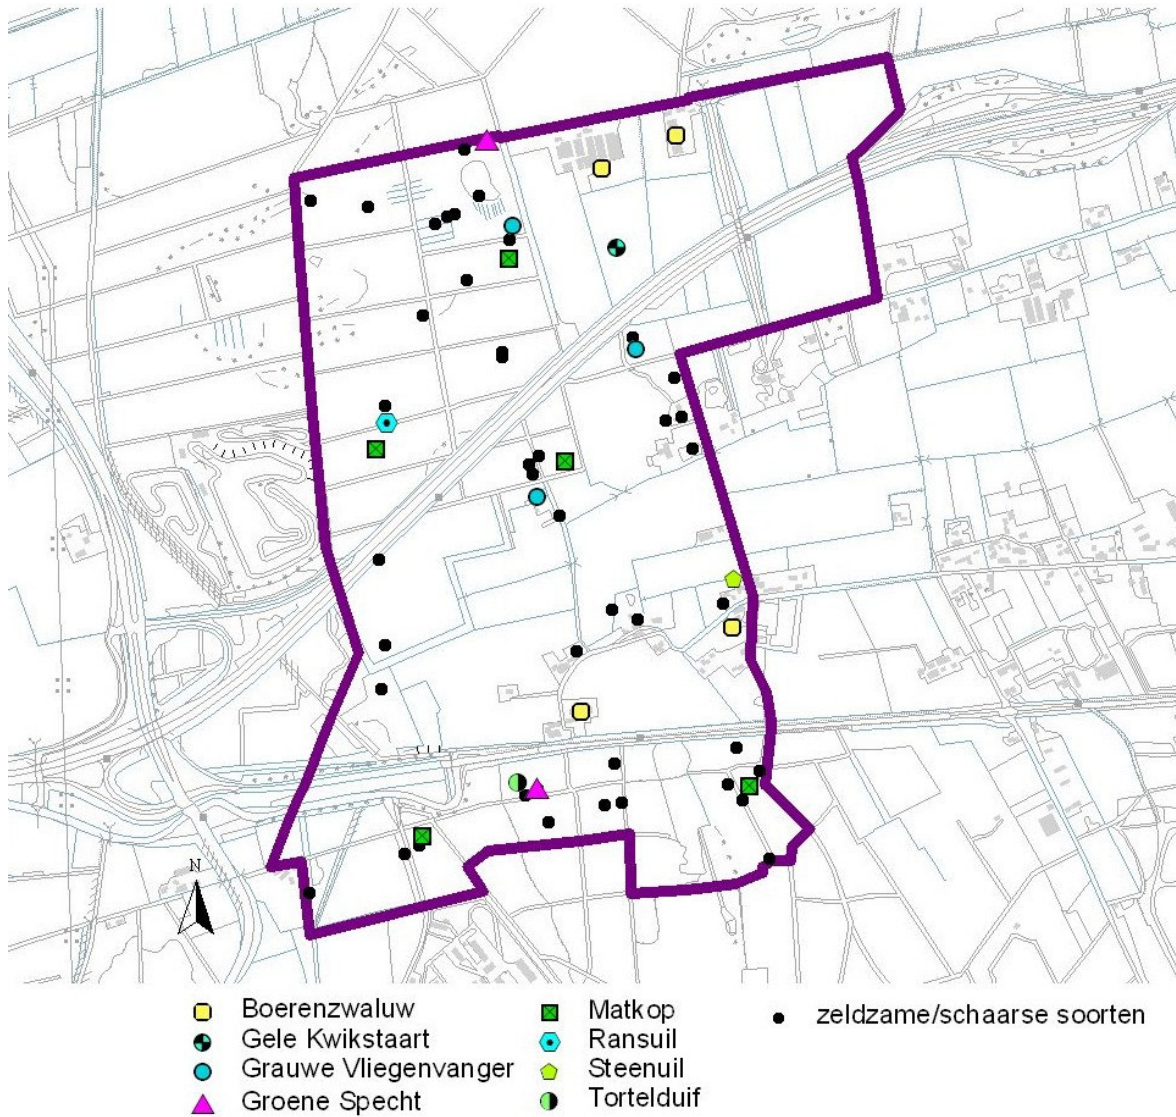 N
Boerenzwaluw
Gele Kwikstaart
Grauwe Vliegenvanger
Groene Specht
Matkop
Ransuil
Steenuil
Tortelduif
zeldzame/schaarse soorten